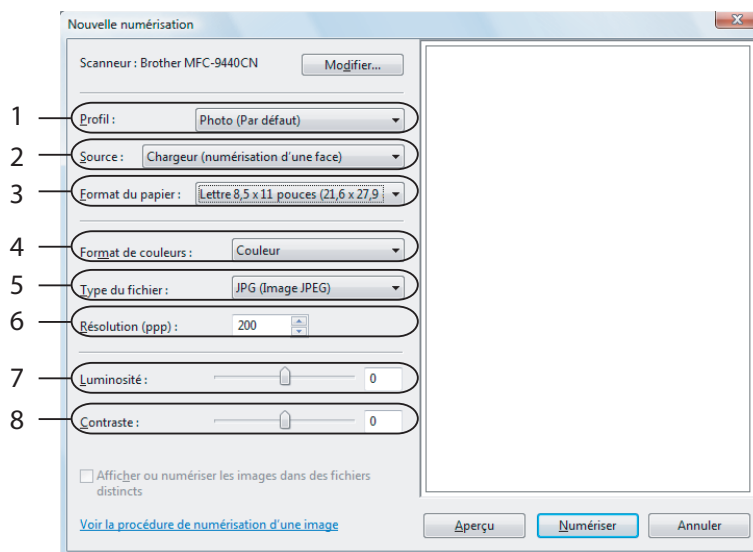 Nouvelle numérisation
Scanneur : Brother MFC-9440CN
Modifier...
1 Profil : Photo (Par défaut)
2 Source : Chargeur (numérisation d'une face)
3 Format du papier : Lettre 8,5 x 11 pouces (21,6 x 27,9
4 Format de couleurs : Couleur
5 Type du fichier : JPG (Image JPEG)
6 Résolution (ppp) : 200
7 Luminosité : 0
8 Contraste : 0
Afficher ou numériser les images dans des fichiers
distincts
Voir la procédure de numérisation d'une image
Aperçu Numériser Annuler